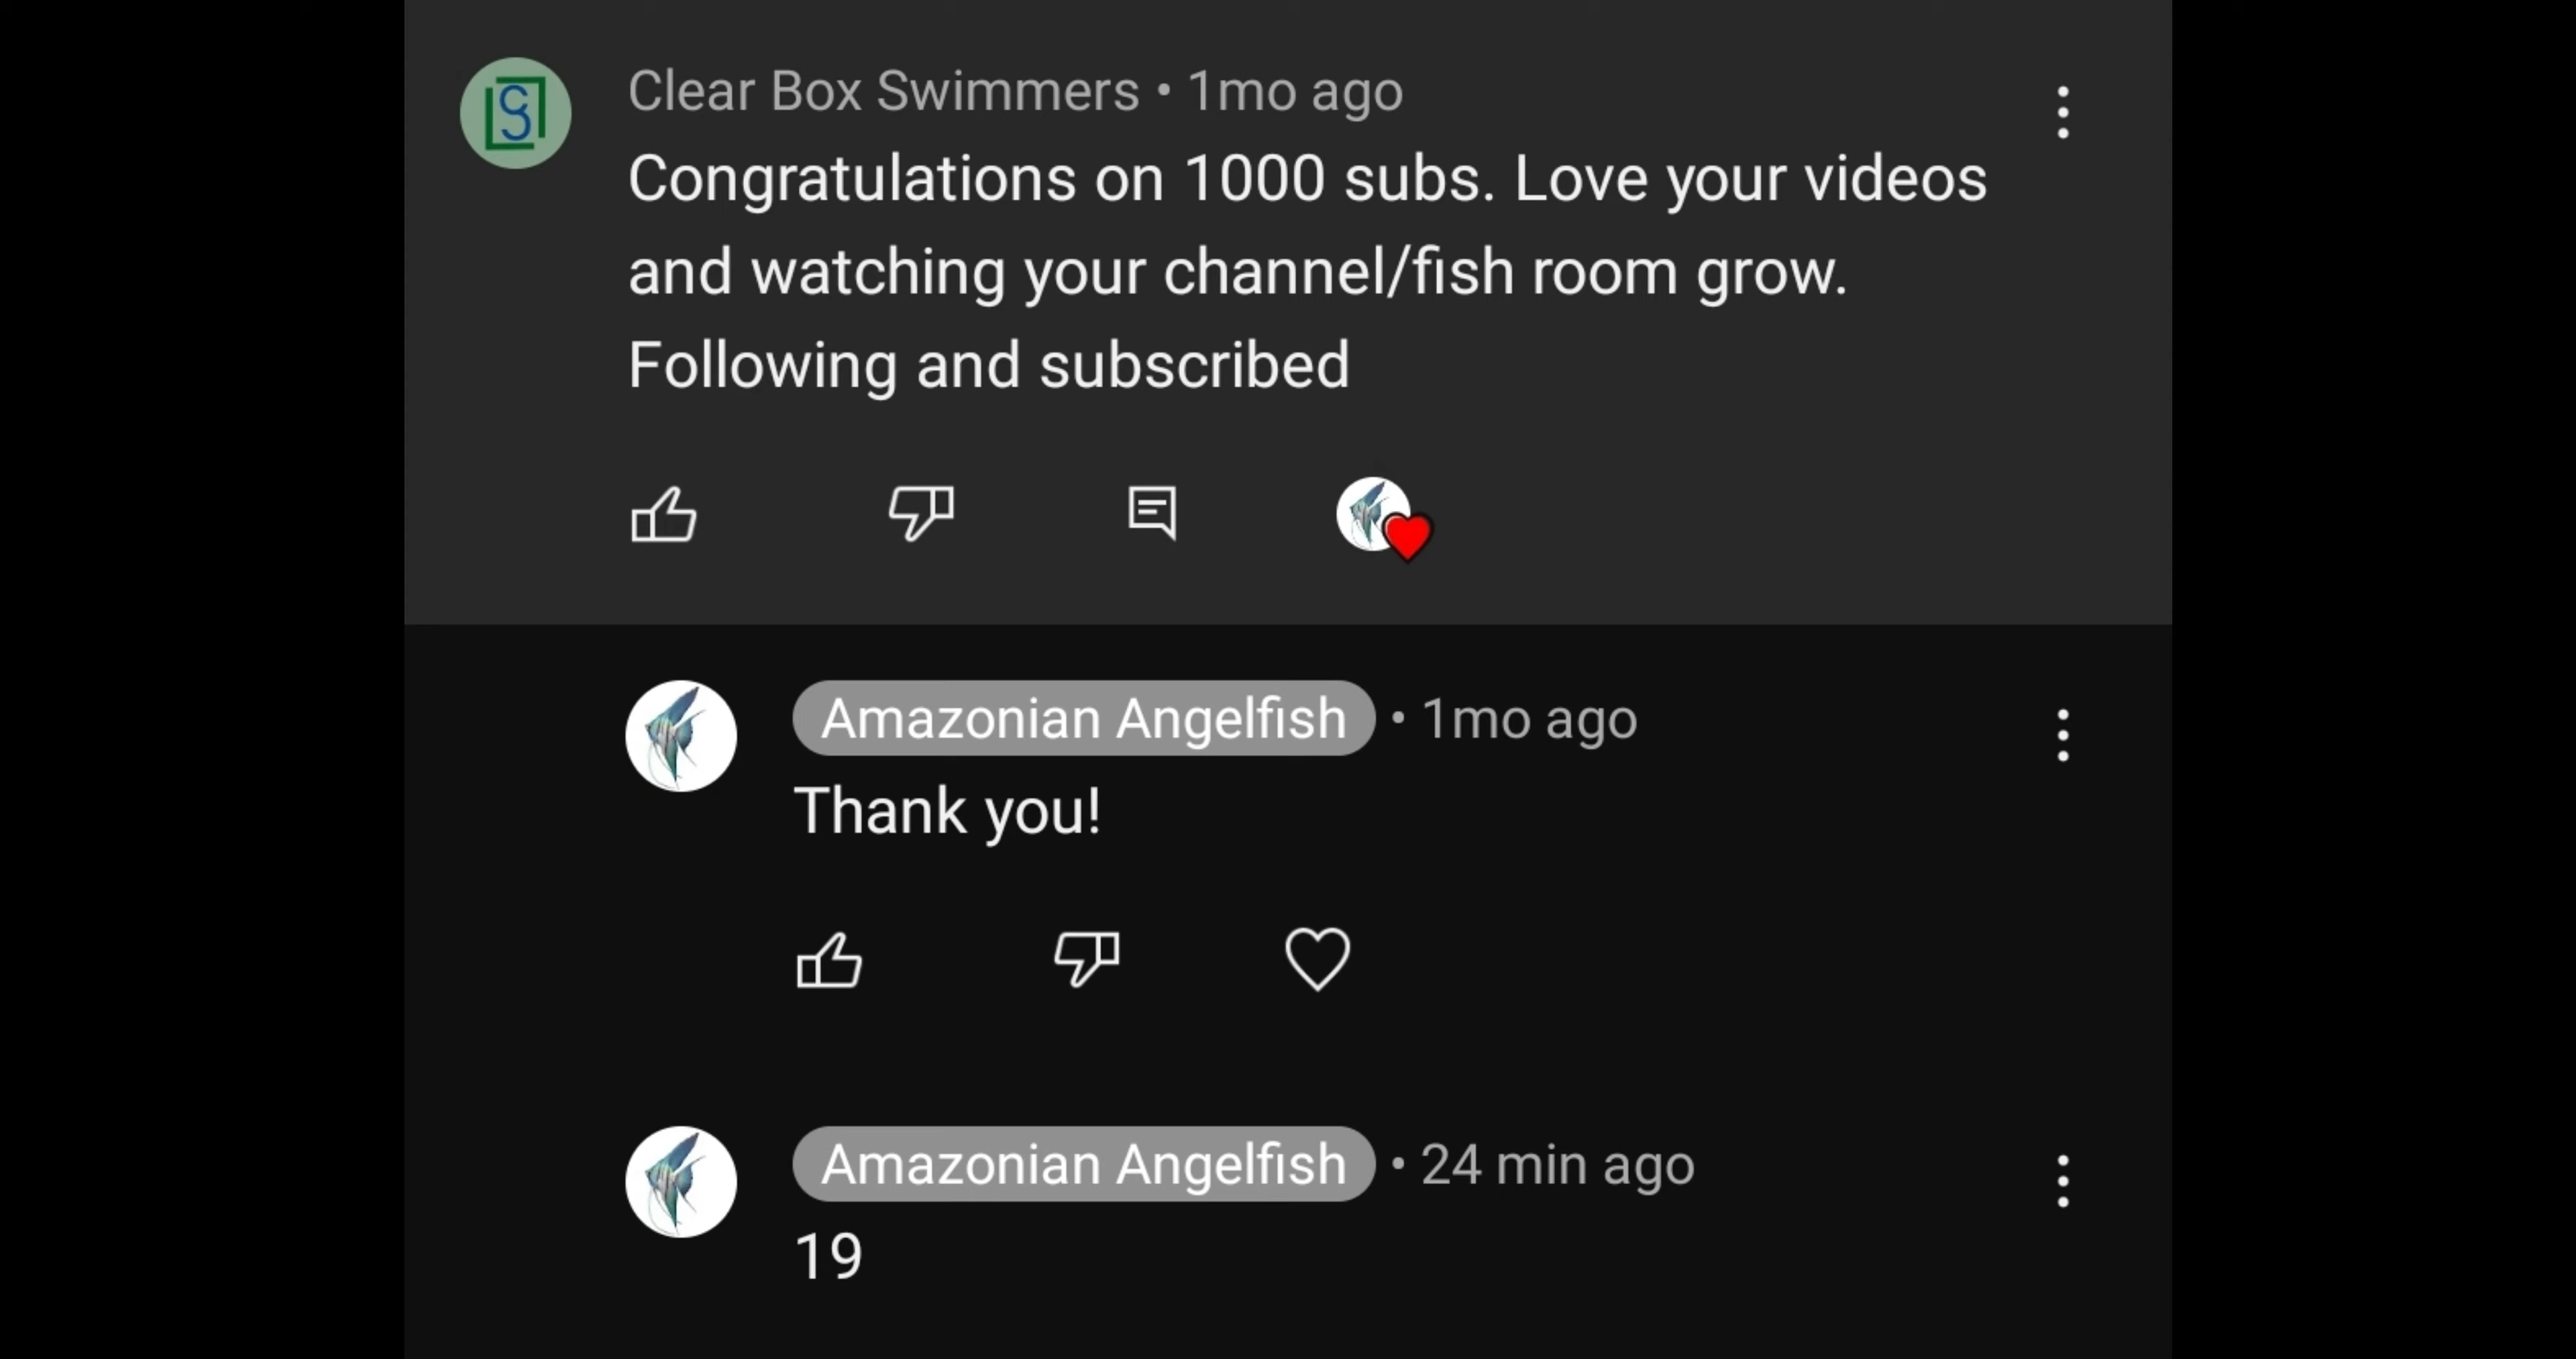 Clear Box Swimmers • 1mo ago
Congratulations on 1000 subs. Love your videos
and watching your channel/fish room grow.
Following and subscribed
Amazonian Angelfish • 1mo ago
Thank you!
Amazonian Angelfish • 24 min ago
19